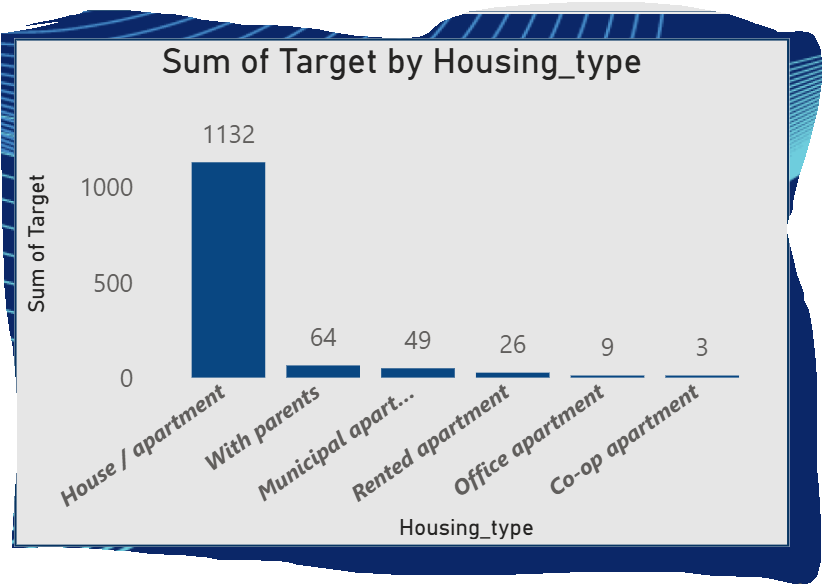 Sum of Target by Housing_type
1132
1000
Sum of Target
500
64
49
26
9
3
0
House / apartment
With parents
Municipal apart...
Rented apartment
Office apartment
Co-op apartment
Housing_type